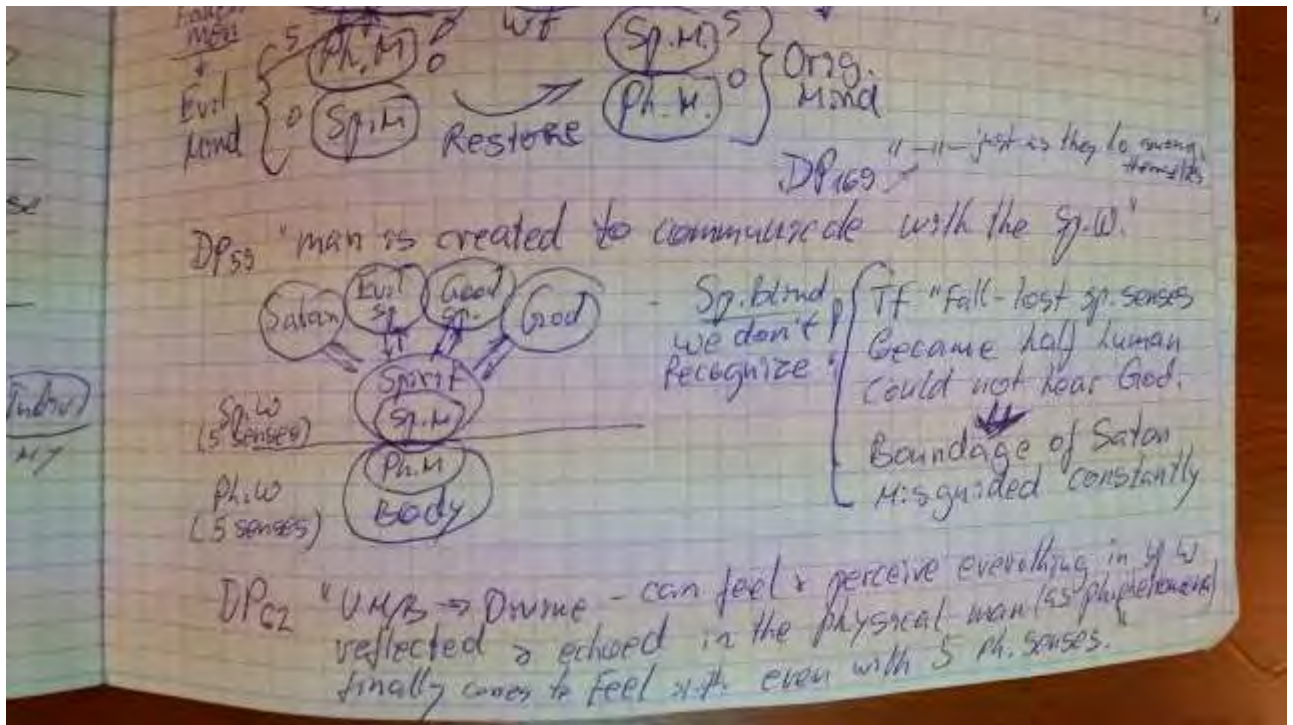 Man
Evil
Mind
S
Ph.M
O
O
Sp.M
Restore
Sp.M.
S
Ph.M.
O
Orig.
Mind
DP169 "—"— just as they do among
themselves
DP59 "man is created to communicede with the Sp.W."
Satan
Evil
sp.
Good
sp.
God
Spirit
Sp.M
Sp.W
(5 senses)
Ph.M
Body
Ph.W
(5 senses)
- Sp.blind
we don't
Recognize
Tf "Fall-lost sp.senses
became half human
Could not hear God.
Boundage of Satan
Misguided constantly
Individ
DP62 "UM/B ⇒ Divine - can feel & perceive everything in sp W
reflected & echoed in the physical man (as phenomena)
finally comes to feel even with 5 ph. senses."